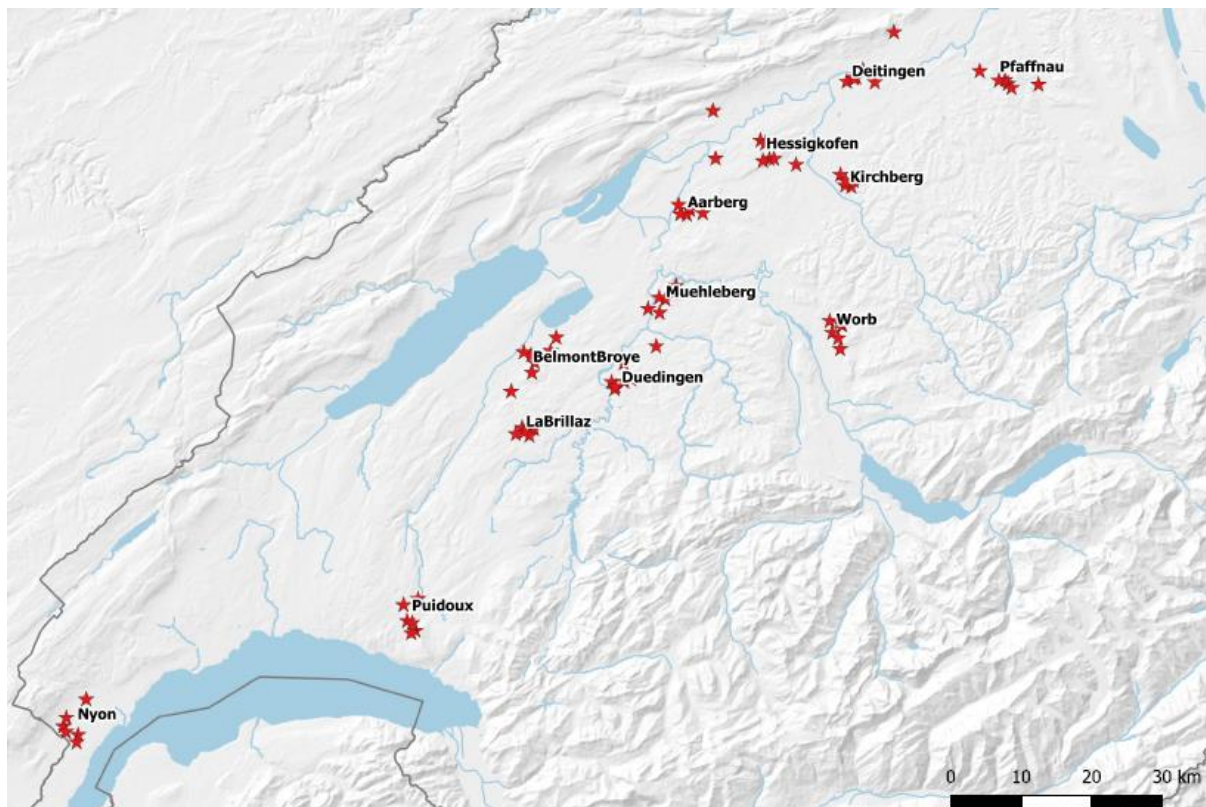 Pfaffnau
Deitingen
Hessigkofen
Kirchberg
Aarberg
Muehleberg
Worb
BelmontBroye
Duedingen
LaBrillaz
Puidoux
Nyon
0 10 20 30 km